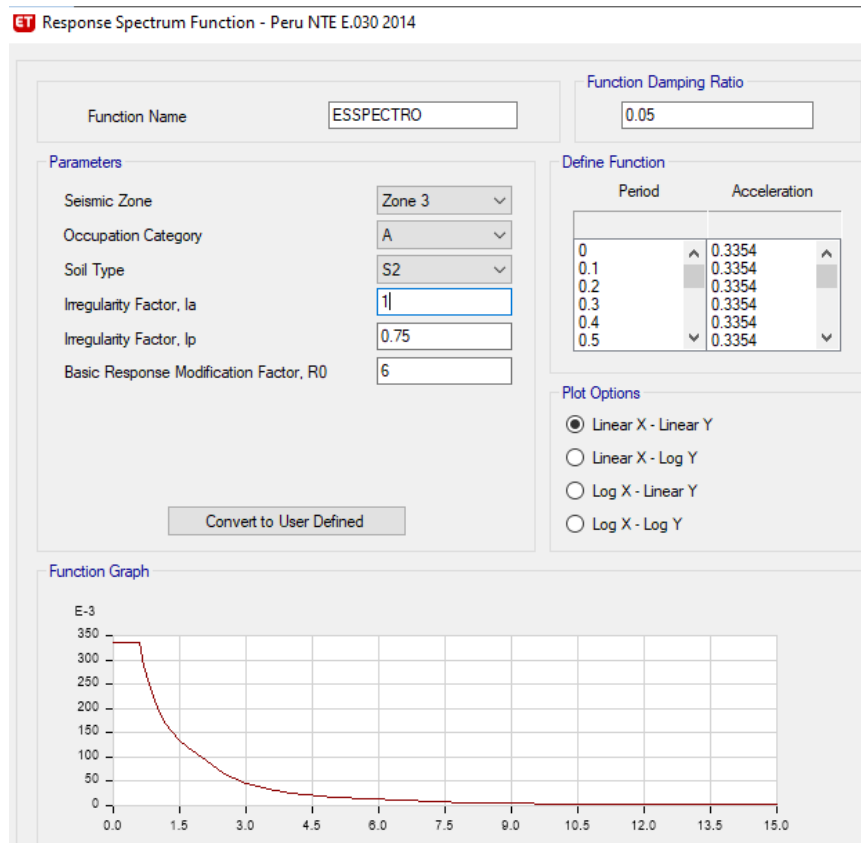 ET Response Spectrum Function - Peru NTE E.030 2014
Function Name ESSPECTRO
Function Damping Ratio
0.05
Parameters
Seismic Zone Zone 3
Occupation Category A
Soil Type S2
Irregularity Factor, Ia 1
Irregularity Factor, Ip 0.75
Basic Response Modification Factor, R0 6
Convert to User Defined
Define Function
Period Acceleration
0 0.3354
0.1 0.3354
0.2 0.3354
0.3 0.3354
0.4 0.3354
0.5 0.3354
Plot Options
Linear X - Linear Y
Linear X - Log Y
Log X - Linear Y
Log X - Log Y
Function Graph
E-3
350
300
250
200
150
100
50
0
0.0 1.5 3.0 4.5 6.0 7.5 9.0 10.5 12.0 13.5 15.0